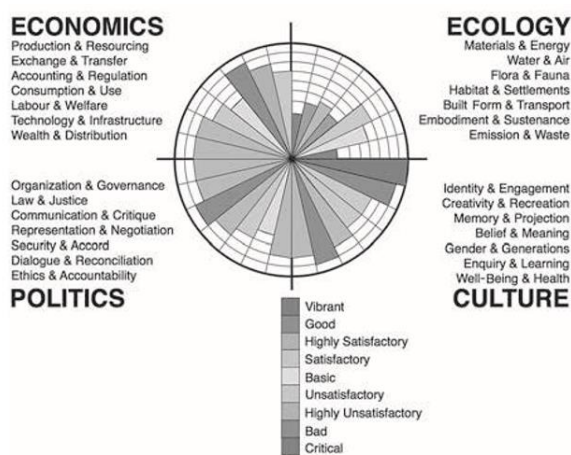 ECONOMICS
Production & Resourcing
Exchange & Transfer
Accounting & Regulation
Consumption & Use
Labour & Welfare
Technology & Infrastructure
Wealth & Distribution
ECOLOGY
Materials & Energy
Water & Air
Flora & Fauna
Habitat & Settlements
Built Form & Transport
Embodiment & Sustenance
Emission & Waste
Organization & Governance
Law & Justice
Communication & Critique
Representation & Negotiation
Security & Accord
Dialogue & Reconciliation
Ethics & Accountability
POLITICS
Identity & Engagement
Creativity & Recreation
Memory & Projection
Belief & Meaning
Gender & Generations
Enquiry & Learning
Well-Being & Health
CULTURE
Vibrant
Good
Highly Satisfactory
Satisfactory
Basic
Unsatisfactory
Highly Unsatisfactory
Bad
Critical